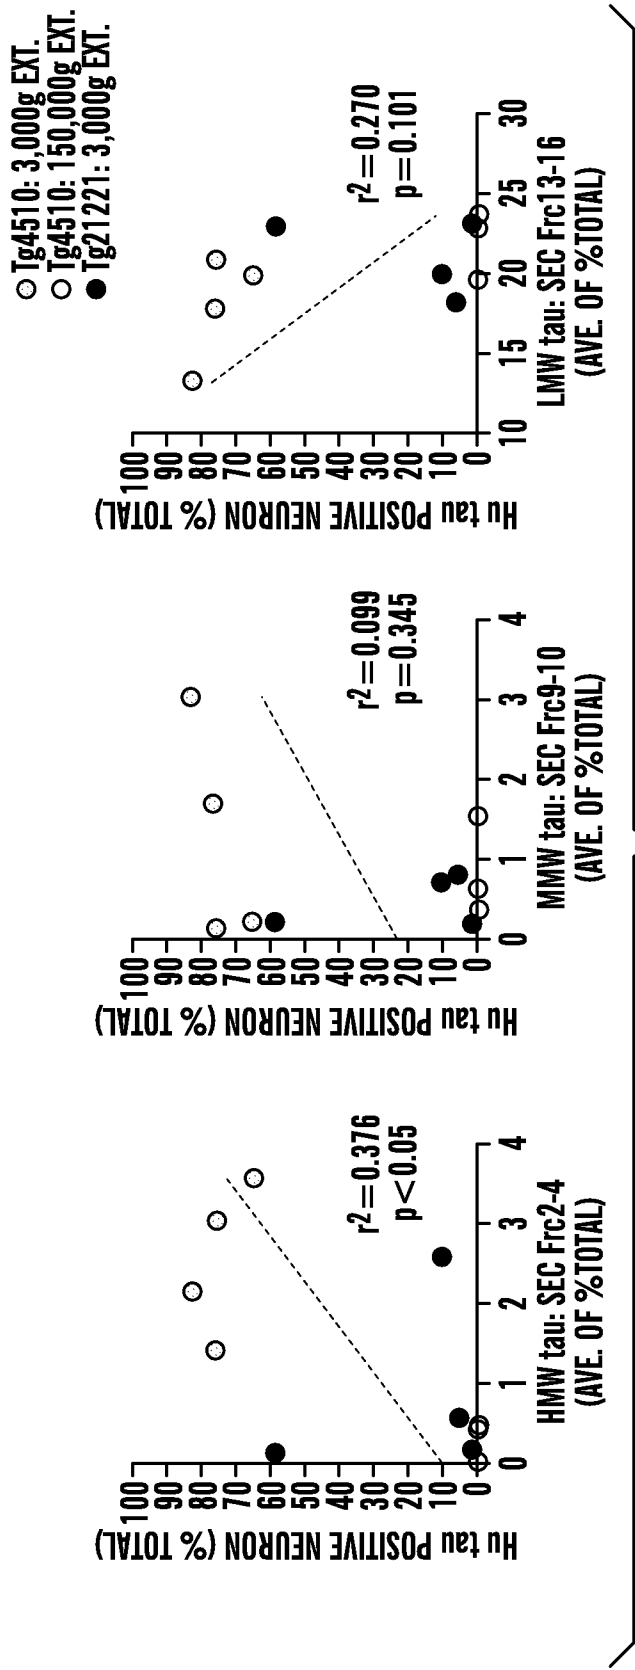 Tg4510: 3,000g EXT.
Tg4510: 150,000g EXT.
Tg21221: 3,000g EXT.
Hu tau POSITIVE NEURON (% TOTAL)
100
90
80
70
60
50
40
30
20
10
0
r²=0.376
p<0.05
0 1 2 3 4
HMW tau: SEC Frc2-4
(AVE. OF %TOTAL)
Hu tau POSITIVE NEURON (% TOTAL)
100
90
80
70
60
50
40
30
20
10
0
r²=0.099
p=0.345
0 1 2 3 4
MMW tau: SEC Frc9-10
(AVE. OF %TOTAL)
Hu tau POSITIVE NEURON (% TOTAL)
100
90
80
70
60
50
40
30
20
10
0
r²=0.270
p=0.101
10 15 20 25 30
LMW tau: SEC Frc13-16
(AVE. OF %TOTAL)